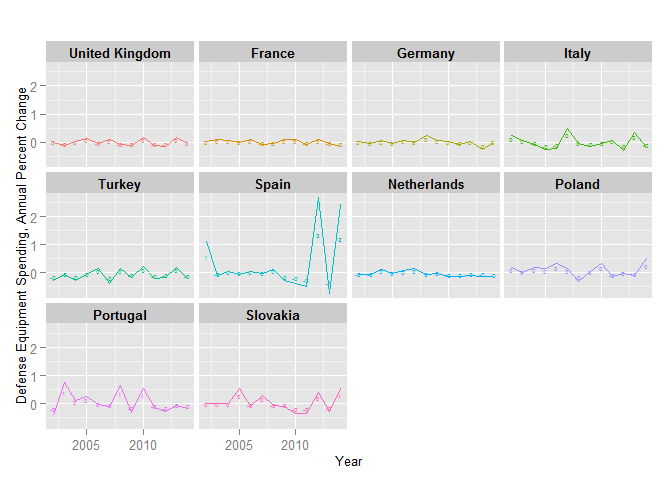 United Kingdom France Germany Italy
2
1
0
Turkey Spain Netherlands Poland
2
1
0
Portugal Slovakia
2
1
0
2005 2010 2005 2010
Year
Defense Equipment Spending, Annual Percent Change